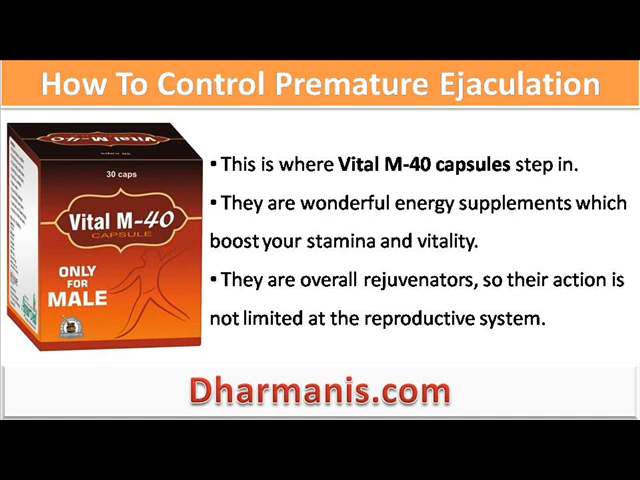 How To Control Premature Ejaculation
Vital M-40
30 caps
Vital M-40
CAPSULE
ONLY
FOR
MALE
▪ This is where Vital M-40 capsules step in.
▪ They are wonderful energy supplements which
boost your stamina and vitality.
▪ They are overall rejuvenators, so their action is
not limited at the reproductive system.
Dharmanis.com